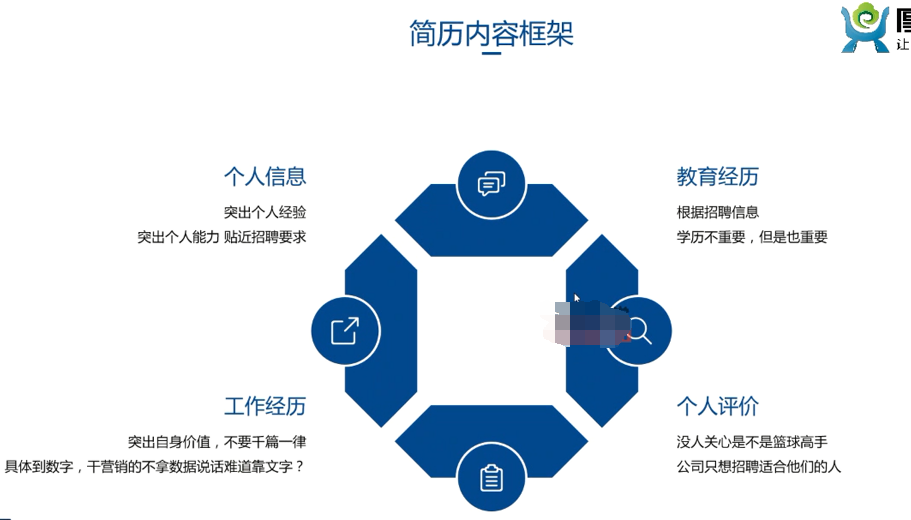 简历内容框架
让
个人信息
突出个人经验
突出个人能力 贴近招聘要求
教育经历
根据招聘信息
学历不重要，但是也重要
工作经历
突出自身价值，不要千篇一律
具体到数字，干营销的不拿数据说话难道靠文字？
个人评价
没人关心是不是篮球高手
公司只想招聘适合他们的人